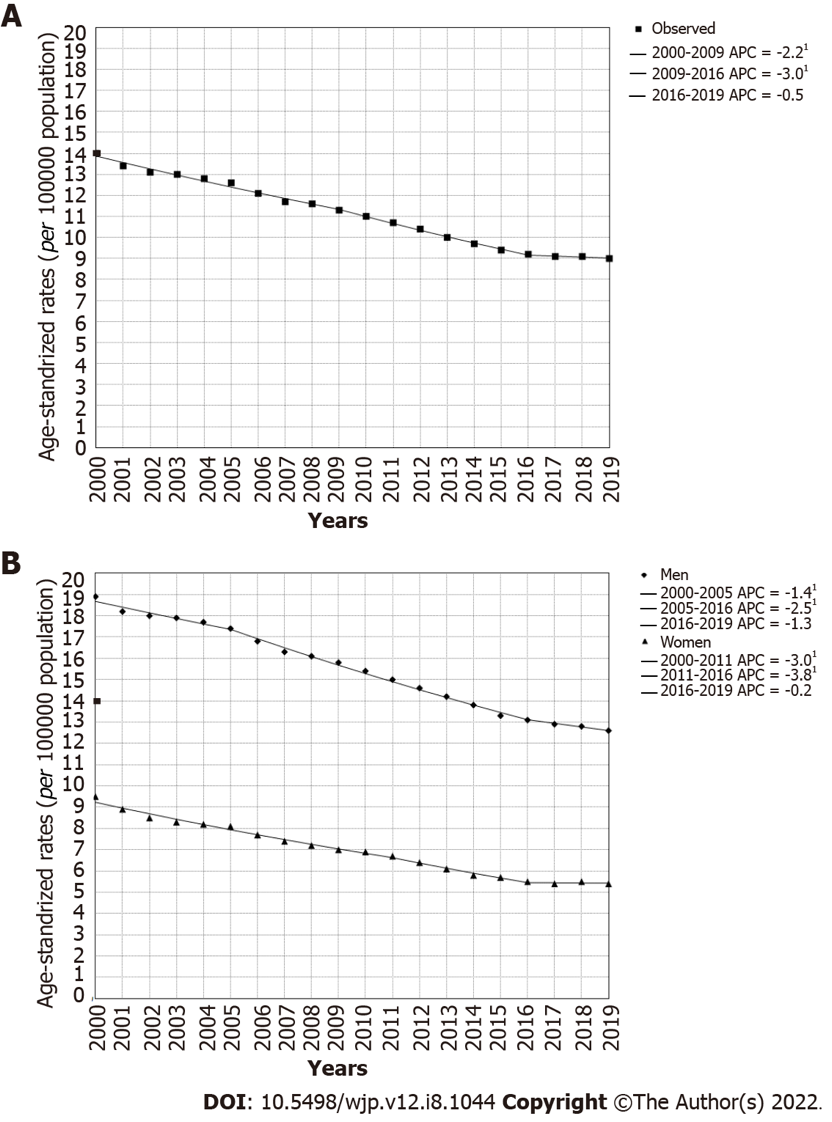 A
Age-standrized rates (per 100000 population)
20
19
18
17
16
15
14
13
12
11
10
9
8
7
6
5
4
3
2
1
0
2000 2001 2002 2003 2004 2005 2006 2007 2008 2009 2010 2011 2012 2013 2014 2015 2016 2017 2018 2019
Years
Observed
2000-2009 APC = -2.2¹
2009-2016 APC = -3.0¹
2016-2019 APC = -0.5
B
Age-standrized rates (per 100000 population)
20
19
18
17
16
15
14
13
12
11
10
9
8
7
6
5
4
3
2
1
0
2000 2001 2002 2003 2004 2005 2006 2007 2008 2009 2010 2011 2012 2013 2014 2015 2016 2017 2018 2019
Years
Men
2000-2005 APC = -1.4¹
2005-2016 APC = -2.5¹
2016-2019 APC = -1.3
Women
2000-2011 APC = -3.0¹
2011-2016 APC = -3.8¹
2016-2019 APC = -0.2
DOI: 10.5498/wjp.v12.i8.1044 Copyright ©The Author(s) 2022.